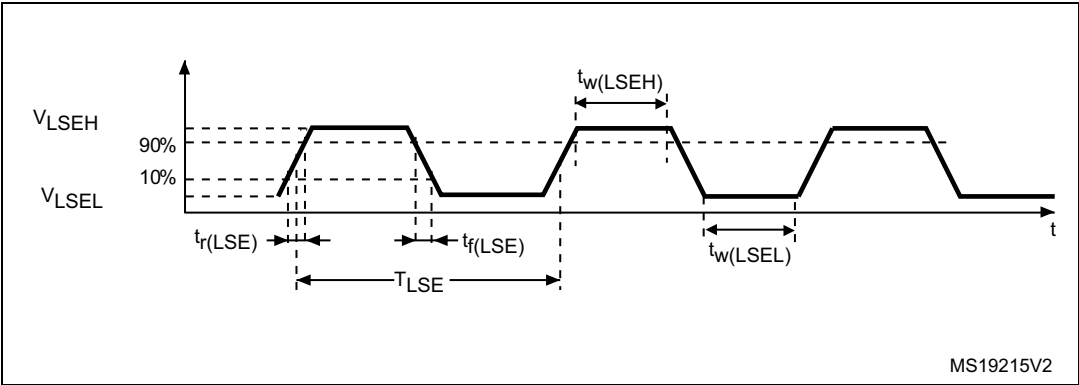 tw(LSEH)
VLSEH
90%
10%
VLSEL
tr(LSE)
tf(LSE)
tw(LSEL)
t
TLSE
MS19215V2